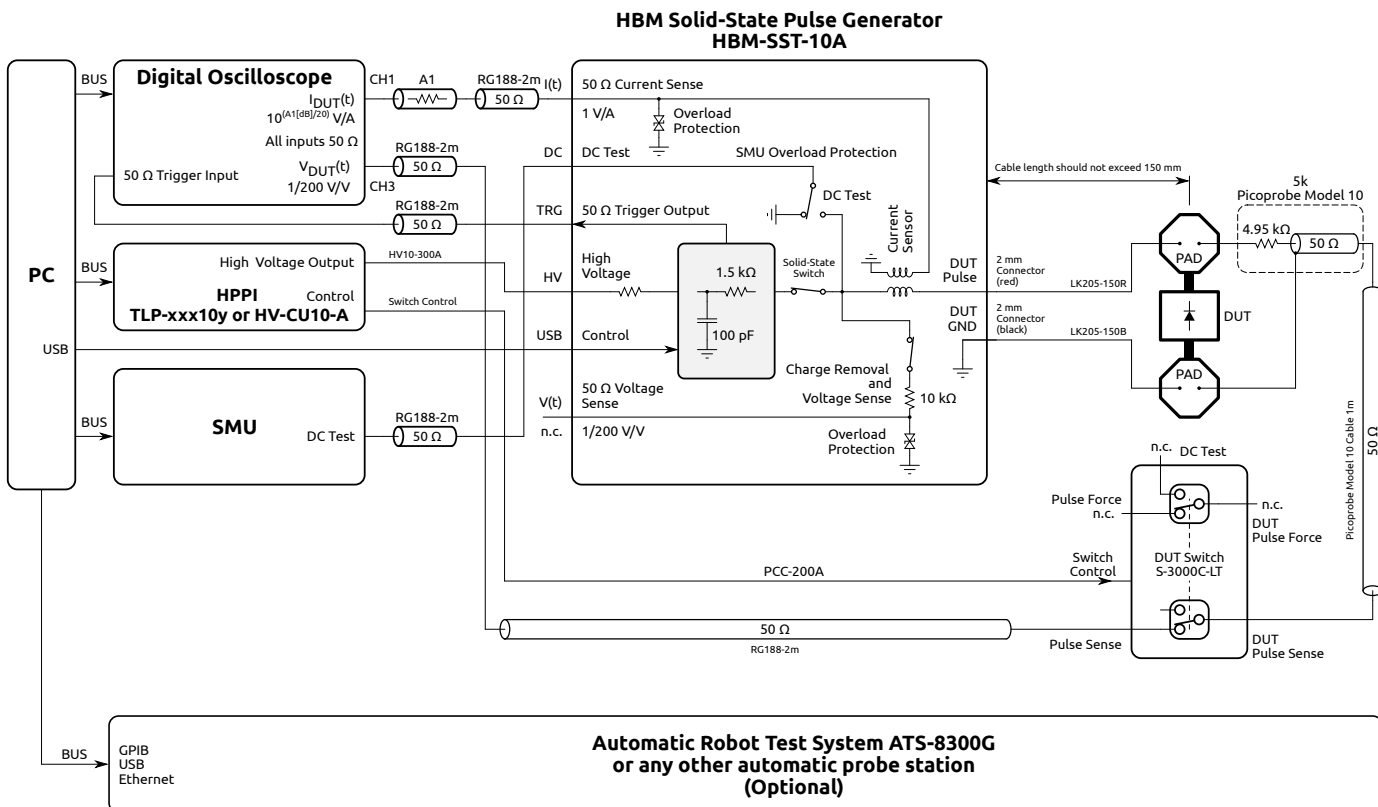 HBM Solid-State Pulse Generator
HBM-SST-10A
PC
USB
BUS
Digital Oscilloscope
I_DUT(t)
10^(A1[dB]/20) V/A
All inputs 50 Ω
50 Ω Trigger Input
V_DUT(t)
1/200 V/V
CH1
CH3
A1
RG188-2m
50 Ω
RG188-2m
50 Ω
RG188-2m
50 Ω
BUS
High Voltage Output
HPPI
Control
TLP-xxx10y or HV-CU10-A
HV10-300A
Switch Control
BUS
SMU
DC Test
RG188-2m
50 Ω
I(t)
DC
TRG
HV
USB
V(t)
n.c.
50 Ω Current Sense
1 V/A
Overload
Protection
DC Test
SMU Overload Protection
DC Test
50 Ω Trigger Output
Current
Sensor
High
Voltage
1.5 kΩ
100 pF
Solid-State
Switch
DUT
Pulse
DUT
GND
Control
Charge Removal
and
Voltage Sense
10 kΩ
50 Ω Voltage
Sense
1/200 V/V
Overload
Protection
Cable length should not exceed 150 mm
2 mm
Connector
(red)
LK205-150R
2 mm
Connector
(black)
LK205-150B
5k
Picoprobe Model 10
4.95 kΩ
50 Ω
PAD
DUT
PAD
Picoprobe Model 10 Cable 1m
50 Ω
n.c.
DC Test
Pulse Force
n.c.
n.c.
DUT
Pulse Force
Switch
Control
DUT Switch
S-3000C-LT
PCC-200A
50 Ω
RG188-2m
Pulse Sense
DUT
Pulse Sense
BUS
GPIB
USB
Ethernet
Automatic Robot Test System ATS-8300G
or any other automatic probe station
(Optional)